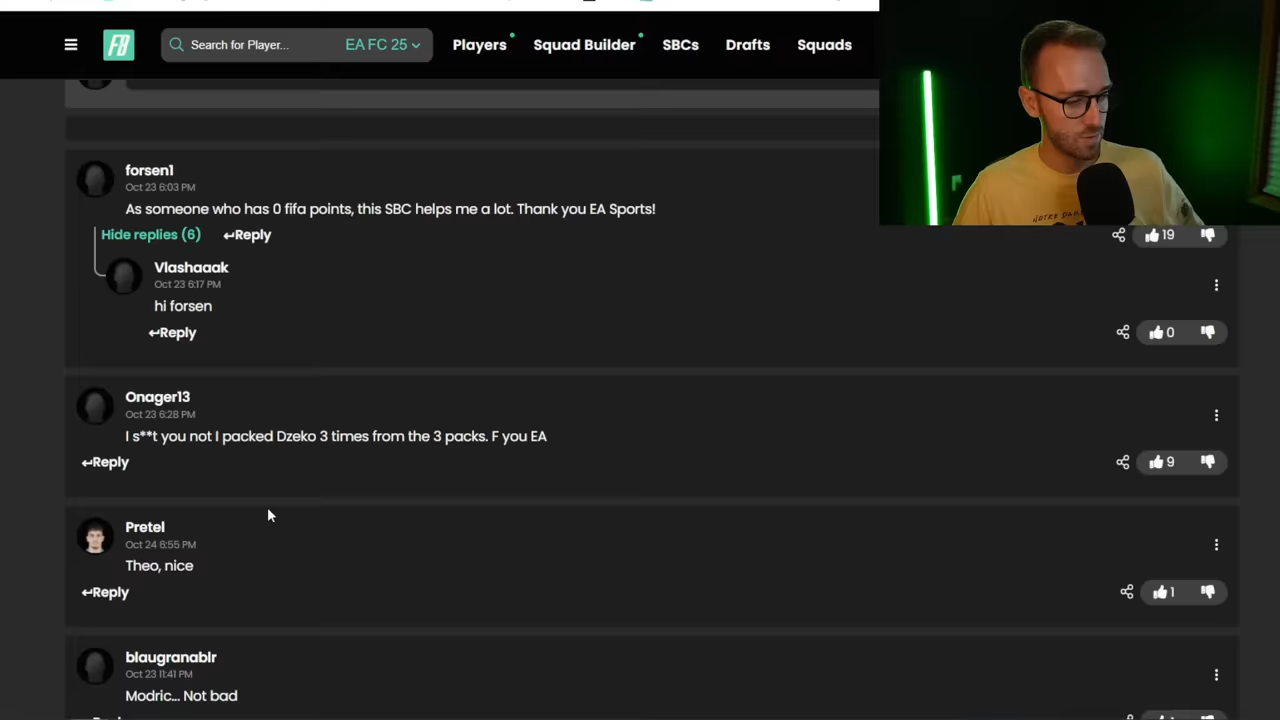 FB
Search for Player...
EA FC 25
Players
Squad Builder
SBCs
Drafts
Squads
forsen1
Oct 23 6:03 PM
As someone who has 0 fifa points, this SBC helps me a lot. Thank you EA Sports!
Hide replies (6)
Reply
19
Vlashaaak
Oct 23 6:17 PM
hi forsen
Reply
0
Onager13
Oct 23 6:28 PM
I s**t you not I packed Dzeko 3 times from the 3 packs. F you EA
Reply
9
Pretel
Oct 24 6:55 PM
Theo, nice
Reply
1
blaugranablr
Oct 23 11:41 PM
Modric... Not bad
NOTRE DAME